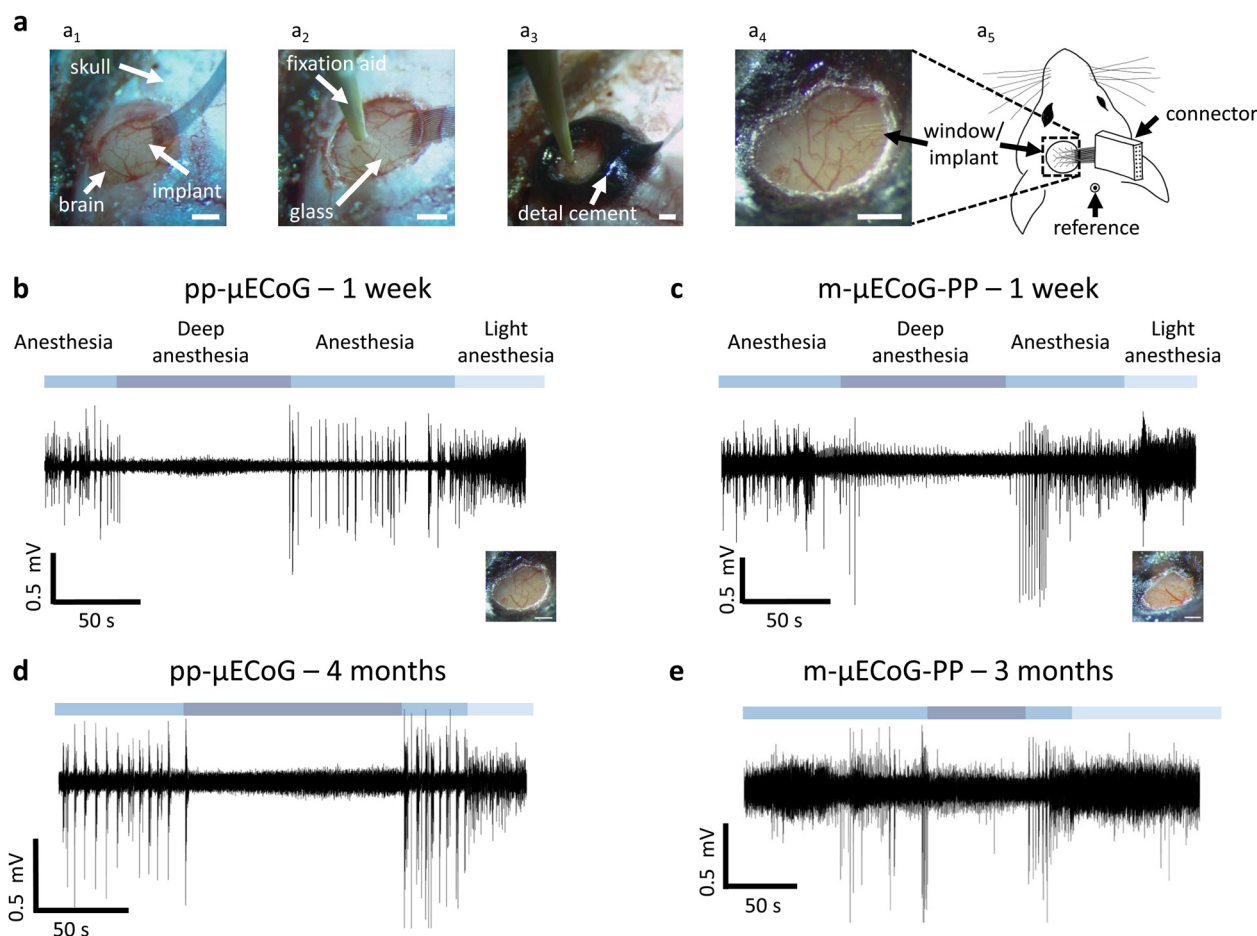 a
a1
a2
a3
a4
a5
skull
brain
implant
fixation aid
glass
detal cement
window/
implant
connector
reference
b
pp-µECoG – 1 week
Anesthesia
Deep
anesthesia
Anesthesia
Light
anesthesia
0.5 mV
50 s
c
m-µECoG-PP – 1 week
Anesthesia
Deep
anesthesia
Anesthesia
Light
anesthesia
0.5 mV
50 s
d
pp-µECoG – 4 months
0.5 mV
50 s
e
m-µECoG-PP – 3 months
0.5 mV
50 s